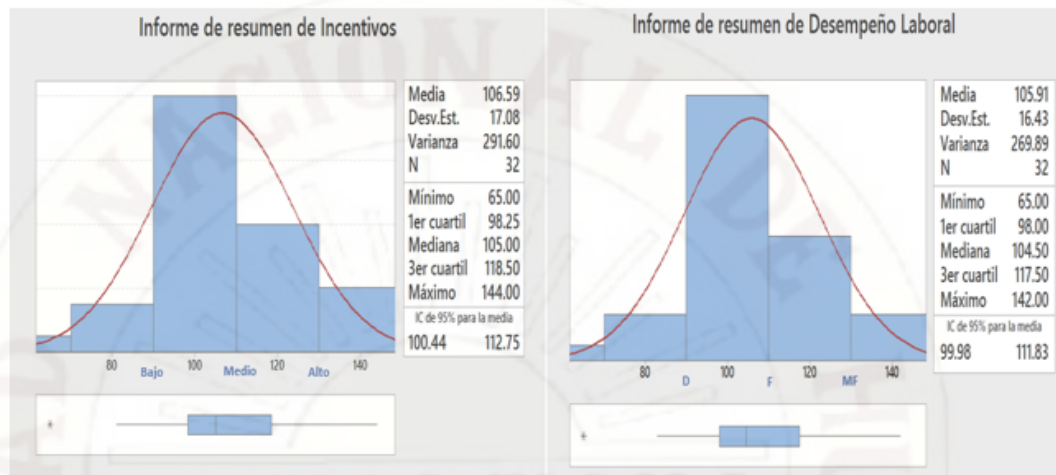 Informe de resumen de Incentivos
Media 106.59
Desv.Est. 17.08
Varianza 291.60
N 32
Mínimo 65.00
1er cuartil 98.25
Mediana 105.00
3er cuartil 118.50
Máximo 144.00
IC de 95% para la media
100.44 112.75
80 100 120 140
Bajo Medio Alto
Informe de resumen de Desempeño Laboral
Media 105.91
Desv.Est. 16.43
Varianza 269.89
N 32
Mínimo 65.00
1er cuartil 98.00
Mediana 104.50
3er cuartil 117.50
Máximo 142.00
IC de 95% para la media
99.98 111.83
80 100 120 140
D F MF
NACIONAL DE